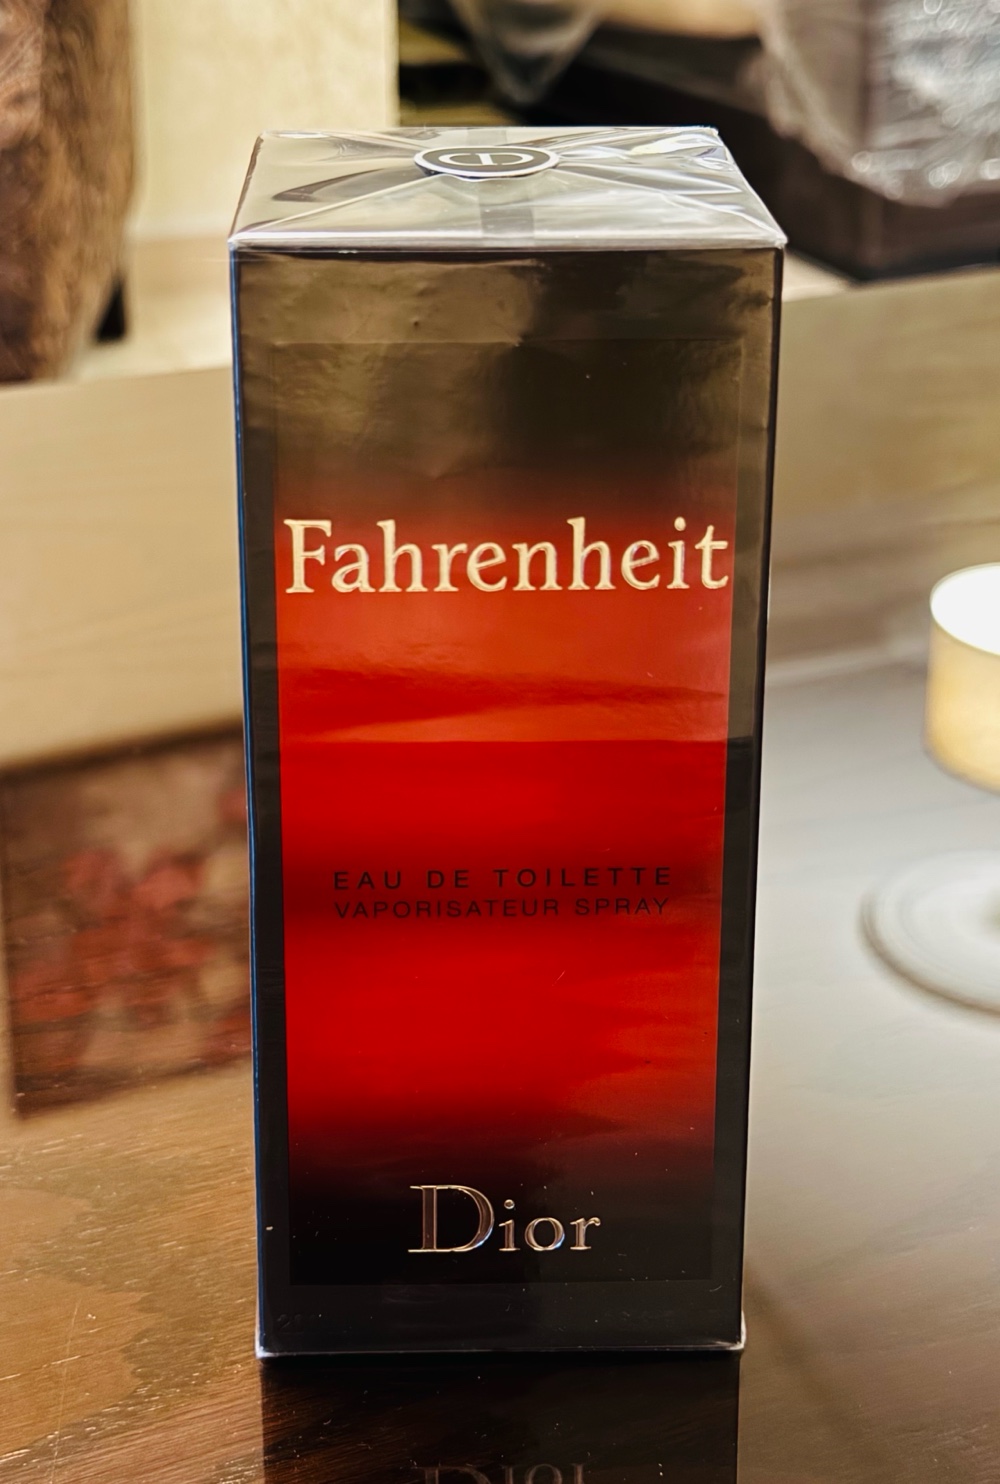 Fahrenheit
EAU DE TOILETTE
VAPORISATEUR SPRAY
Dior